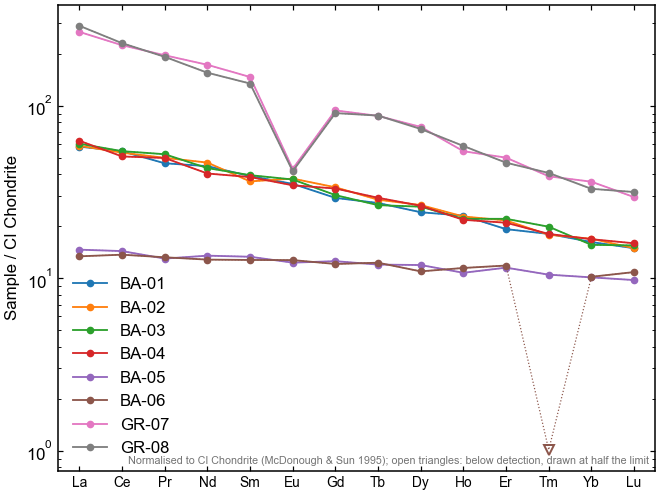 Sample / CI Chondrite
10²
10¹
10⁰
BA-01
BA-02
BA-03
BA-04
BA-05
BA-06
GR-07
GR-08
Normalised to CI Chondrite (McDonough & Sun 1995); open triangles: below detection, drawn at half the limit
La Ce Pr Nd Sm Eu Gd Tb Dy Ho Er Tm Yb Lu